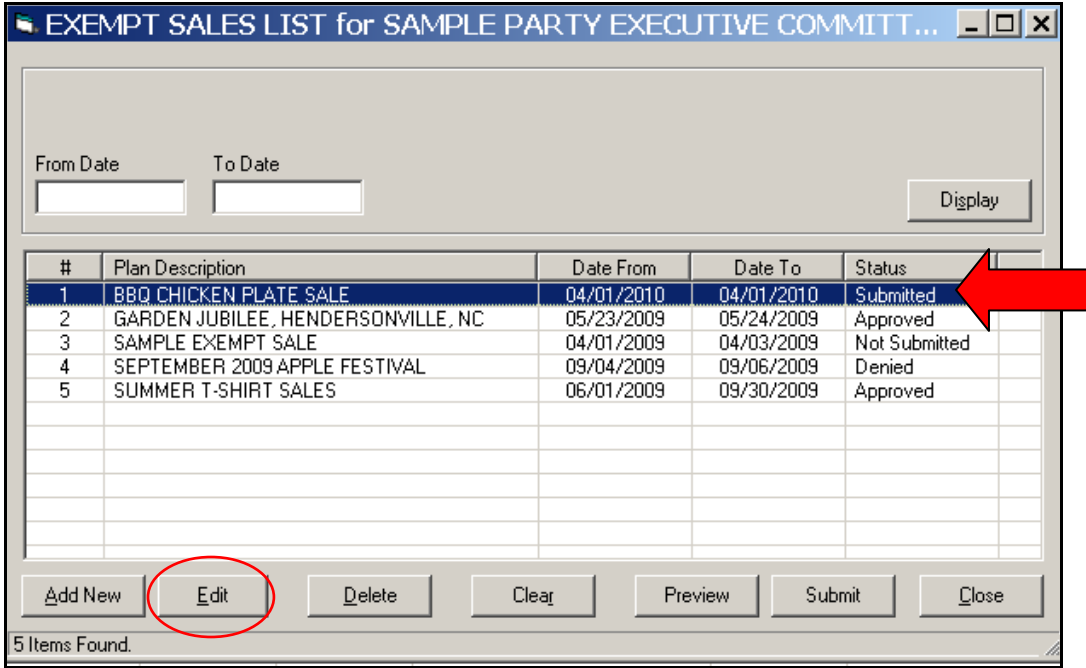 EXEMPT SALES LIST for SAMPLE PARTY EXECUTIVE COMMITT...
From Date To Date
Display
# Plan Description Date From Date To Status
1 BBQ CHICKEN PLATE SALE 04/01/2010 04/01/2010 Submitted
2 GARDEN JUBILEE, HENDERSONVILLE, NC 05/23/2009 05/24/2009 Approved
3 SAMPLE EXEMPT SALE 04/01/2009 04/03/2009 Not Submitted
4 SEPTEMBER 2009 APPLE FESTIVAL 09/04/2009 09/06/2009 Denied
5 SUMMER T-SHIRT SALES 06/01/2009 09/30/2009 Approved
Add New Edit Delete Clear Preview Submit Close
5 Items Found.